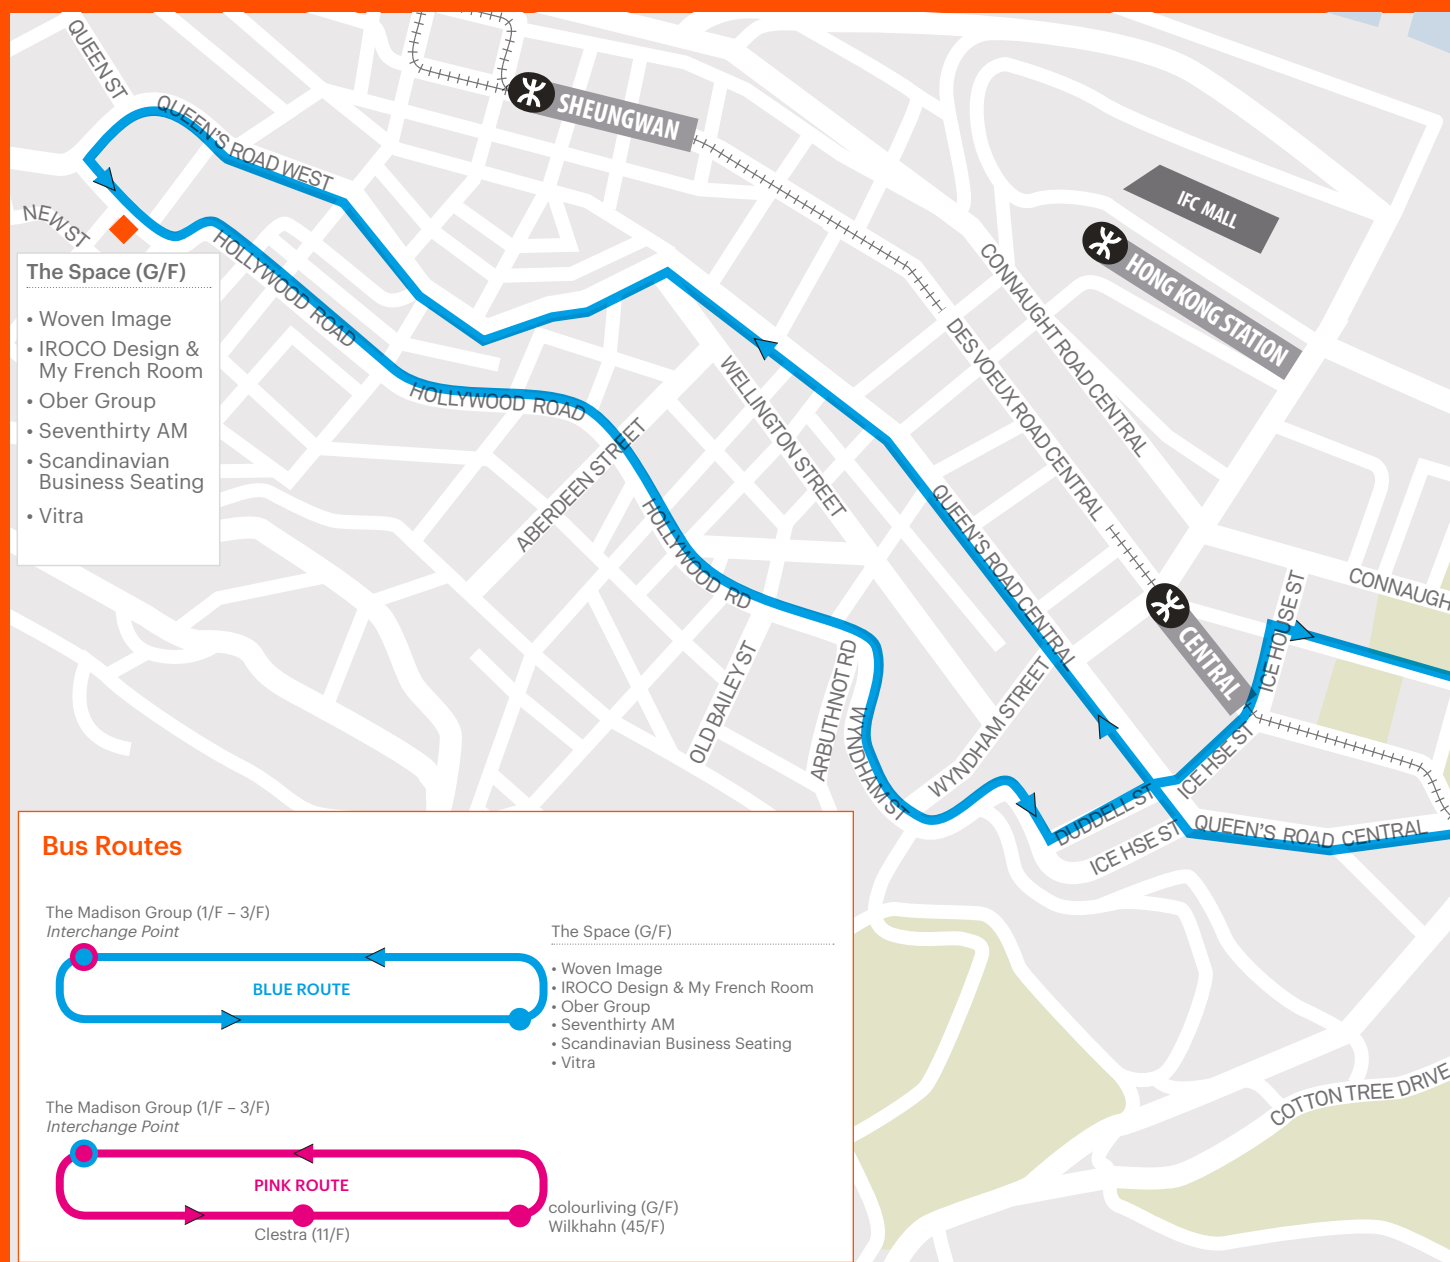 QUEEN ST
QUEEN'S ROAD WEST
SHEUNGWAN
IFC MALL
HONG KONG STATION
NEW ST
HOLLYWOOD ROAD
CONNAUGHT ROAD CENTRAL
DES VOEUX ROAD CENTRAL
The Space (G/F)
• Woven Image
• IROCO Design &
My French Room
• Ober Group
• Seventhirty AM
• Scandinavian
Business Seating
• Vitra
HOLLYWOOD ROAD
WELLINGTON STREET
ABERDEEN STREET
QUEEN'S ROAD CENTRAL
HOLLYWOOD RD
CONNAUGH
ICE HOUSE ST
CENTRAL
OLD BAILEY ST
ARBUTHNOT RD
WYNDHAM ST
WYNDHAM STREET
ICE HSE ST
DUDDELL ST
ICE HSE ST
QUEEN'S ROAD CENTRAL
COTTON TREE DRIVE
Bus Routes
The Madison Group (1/F – 3/F)
Interchange Point
BLUE ROUTE
The Space (G/F)
• Woven Image
• IROCO Design & My French Room
• Ober Group
• Seventhirty AM
• Scandinavian Business Seating
• Vitra
The Madison Group (1/F – 3/F)
Interchange Point
PINK ROUTE
Clestra (11/F)
colourliving (G/F)
Wilkhahn (45/F)